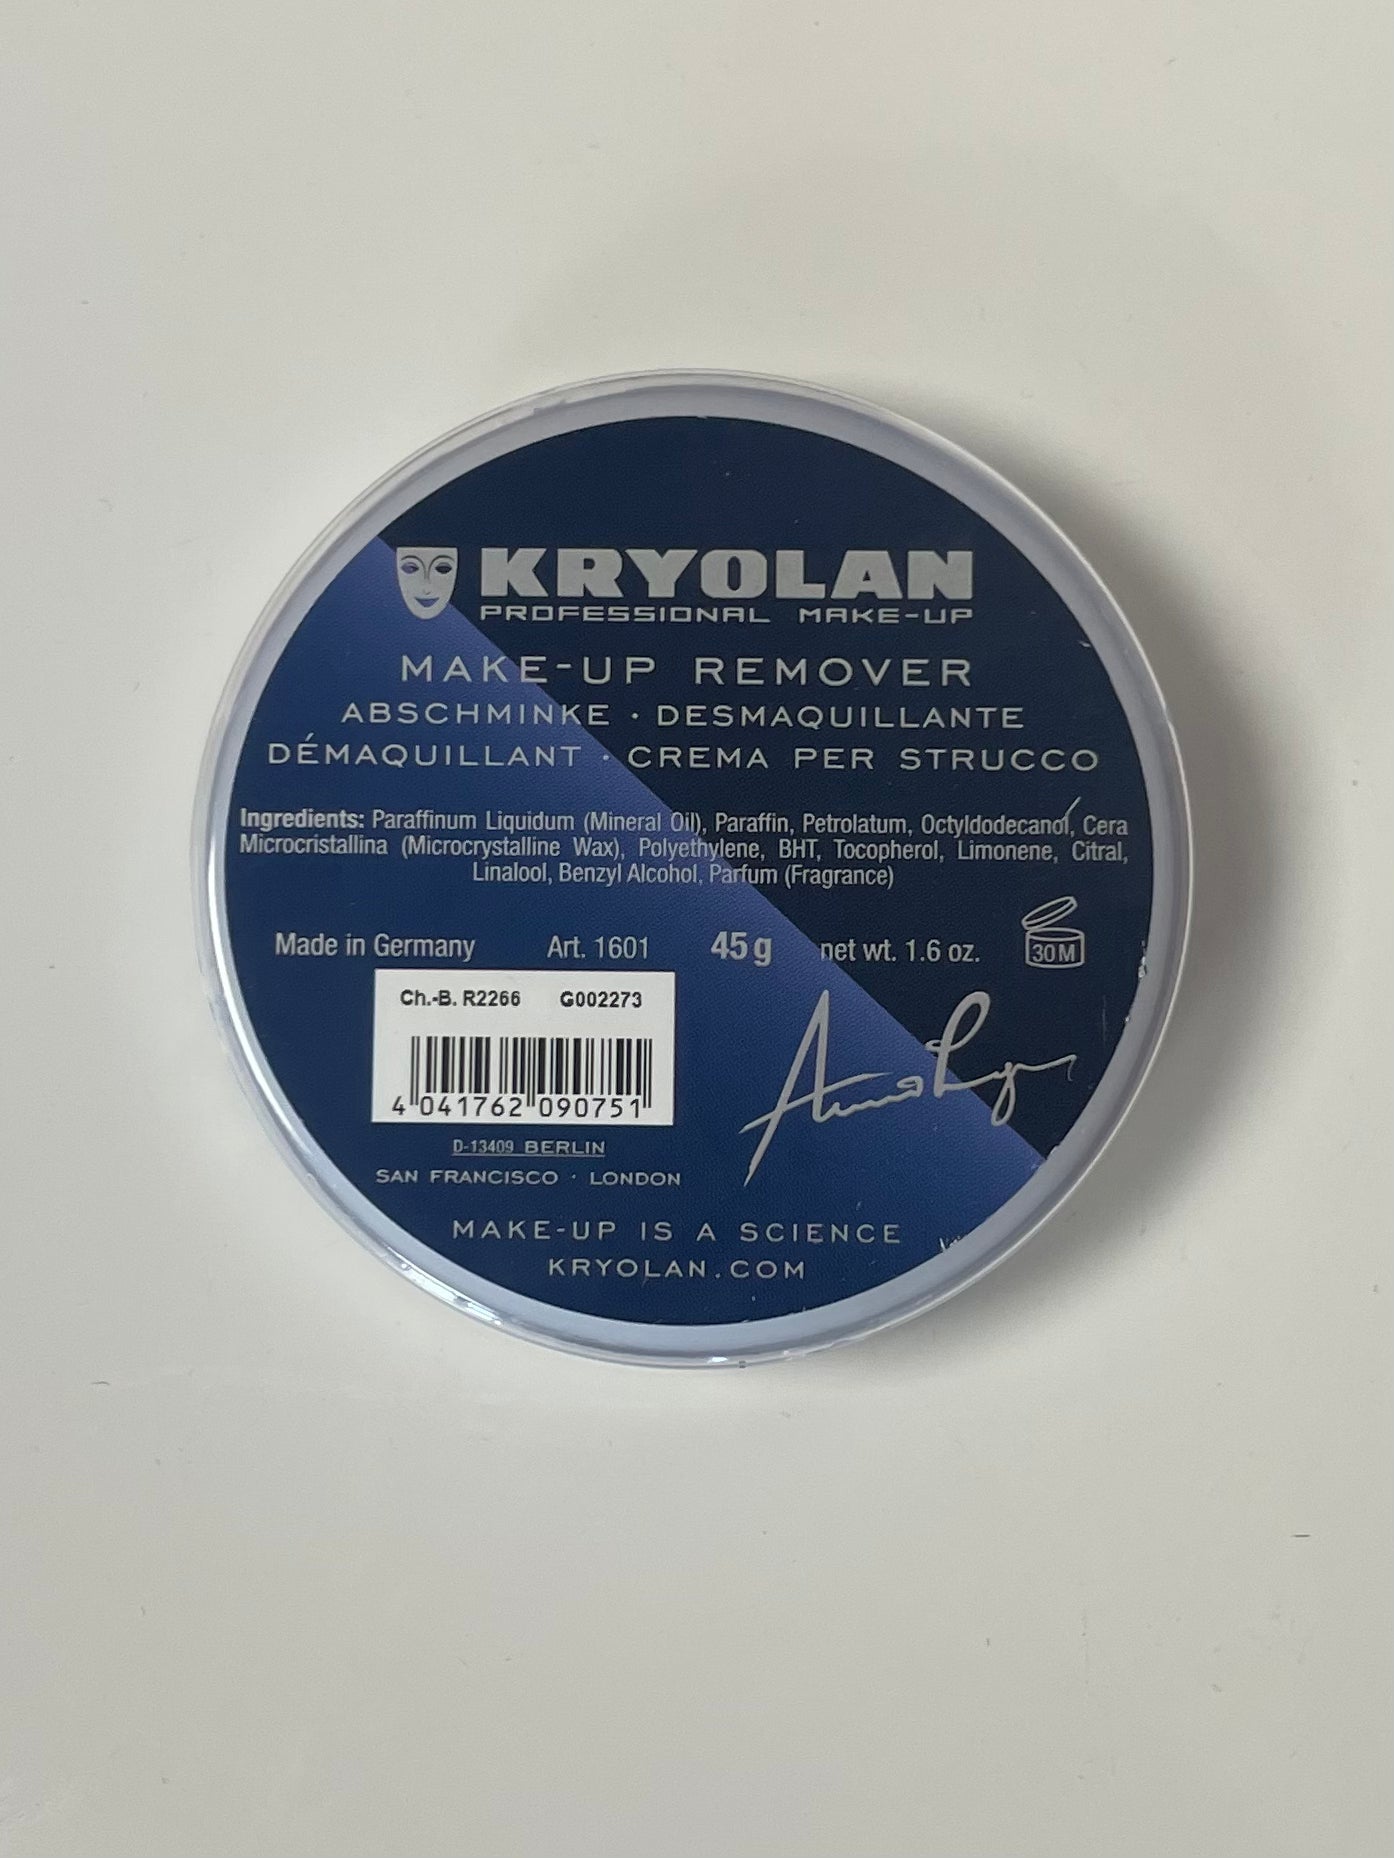 KRYOLAN
PROFESSIONAL MAKE-UP
MAKE-UP REMOVER
ABSCHMINKE · DESMAQUILLANTE
DÉMAQUILLANT · CREMA PER STRUCCO
Ingredients: Paraffinum Liquidum (Mineral Oil), Paraffin, Petrolatum, Octyldodecanol, Cera
Microcristallina (Microcrystalline Wax), Polyethylene, BHT, Tocopherol, Limonene, Citral,
Linalool, Benzyl Alcohol, Parfum (Fragrance)
Made in Germany Art. 1601 45 g net wt. 1.6 oz. 30 M
Ch.-B. R2266 G002273
4 041762 090751
D-13409 BERLIN
SAN FRANCISCO · LONDON
MAKE-UP IS A SCIENCE
KRYOLAN.COM